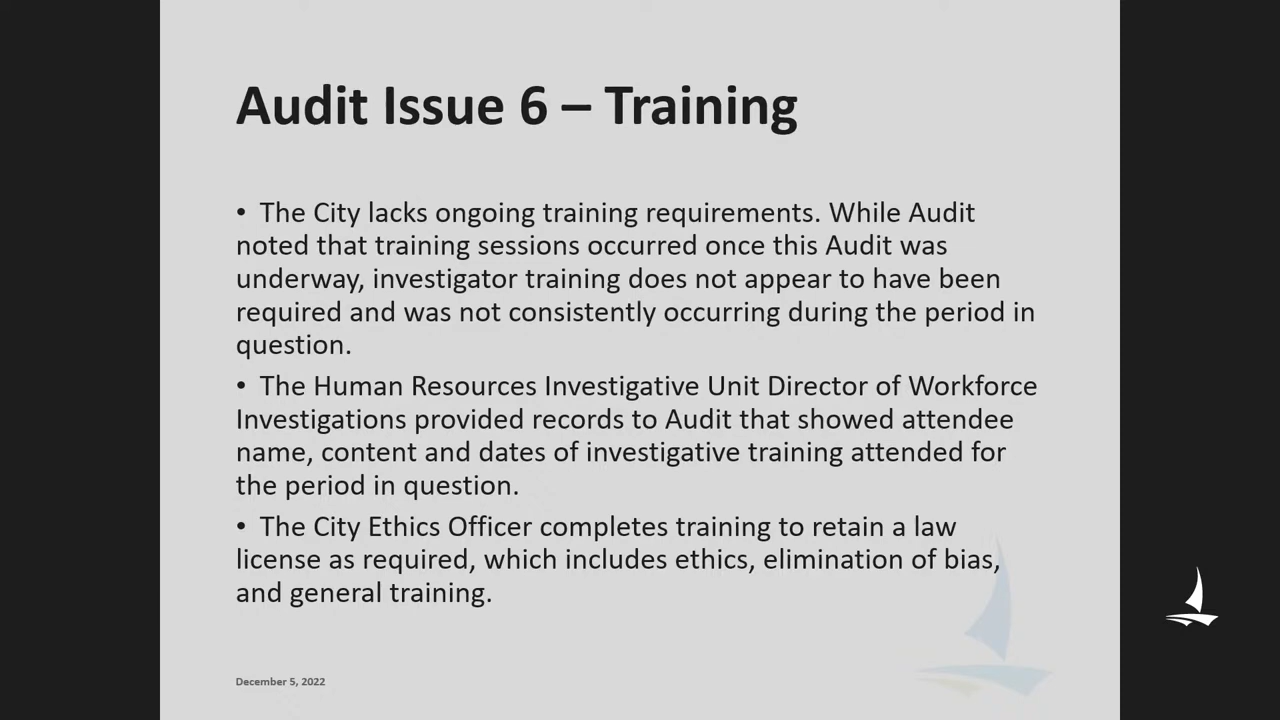 Audit Issue 6 – Training
• The City lacks ongoing training requirements. While Audit
noted that training sessions occurred once this Audit was
underway, investigator training does not appear to have been
required and was not consistently occurring during the period in
question.
• The Human Resources Investigative Unit Director of Workforce
Investigations provided records to Audit that showed attendee
name, content and dates of investigative training attended for
the period in question.
• The City Ethics Officer completes training to retain a law
license as required, which includes ethics, elimination of bias,
and general training.
December 5, 2022